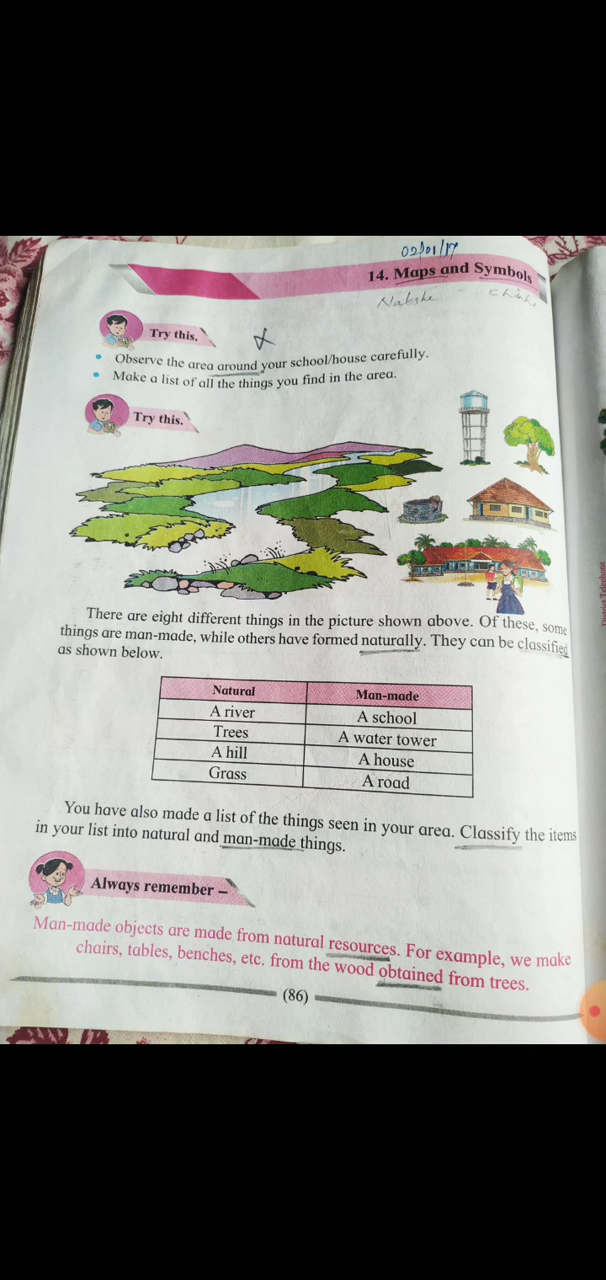 02/01/17
14. Maps and Symbols
Nakshe - Chinh
Try this.
• Observe the area around your school/house carefully.
• Make a list of all the things you find in the area.
Try this.
There are eight different things in the picture shown above. Of these, some
things are man-made, while others have formed naturally. They can be classified
as shown below.
Natural Man-made
A river A school
Trees A water tower
A hill A house
Grass A road
You have also made a list of the things seen in your area. Classify the items
in your list into natural and man-made things.
Always remember –
Man-made objects are made from natural resources. For example, we make
chairs, tables, benches, etc. from the wood obtained from trees.
(86)